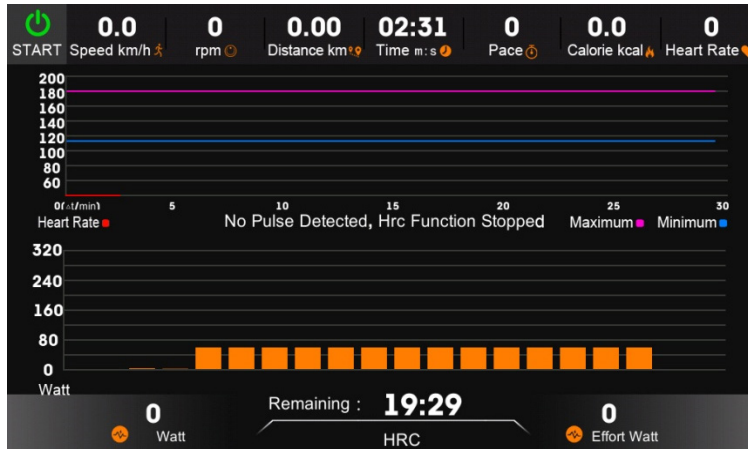 0.0 0 0.00 02:31 0 0.0 0
START Speed km/h rpm Distance km Time m:s Pace Calorie kcal Heart Rate
200
180
160
140
120
100
80
60
0(△t/min) 5 10 15 20 25 30
Heart Rate No Pulse Detected, Hrc Function Stopped Maximum Minimum
320
240
160
80
0
Watt
0 Remaining : 19:29 0
Watt HRC Effort Watt